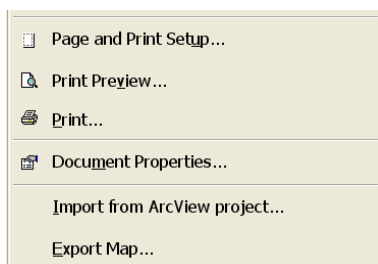 Page and Print Setup...
Print Preview...
Print...
Document Properties...
Import from ArcView project...
Export Map...